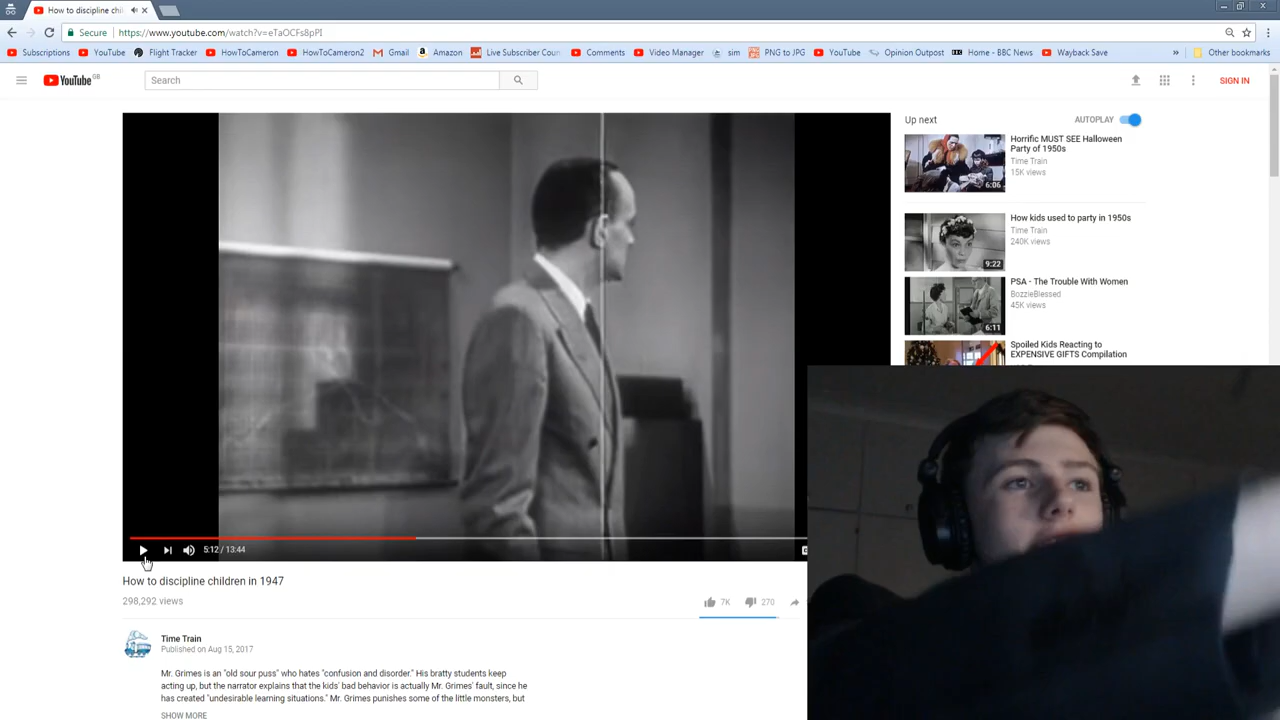 How to discipline chil
Secure
https://www.youtube.com/watch?v=eTaOCFs8pPI
Subscriptions
YouTube
Flight Tracker
HowToCameron
HowToCameron2
Gmail
Amazon
Live Subscriber Coun
Comments
Video Manager
sim
PNG to JPG
YouTube
Opinion Outpost
Home - BBC News
Wayback Save
»
Other bookmarks
YouTube GB
Search
SIGN IN
Up next
AUTOPLAY
Horrific MUST SEE Halloween
Party of 1950s
Time Train
15K views
6:06
How kids used to party in 1950s
Time Train
240K views
9:22
PSA - The Trouble With Women
BozzieBlessed
45K views
6:11
Spoiled Kids Reacting to
EXPENSIVE GIFTS Compilation
5:12 / 13:44
How to discipline children in 1947
298,292 views
7K
270
Time Train
Published on Aug 15, 2017
Mr. Grimes is an "old sour puss" who hates "confusion and disorder." His bratty students keep
acting up, but the narrator explains that the kids' bad behavior is actually Mr. Grimes' fault, since he
has created "undesirable learning situations." Mr. Grimes punishes some of the little monsters, but
SHOW MORE